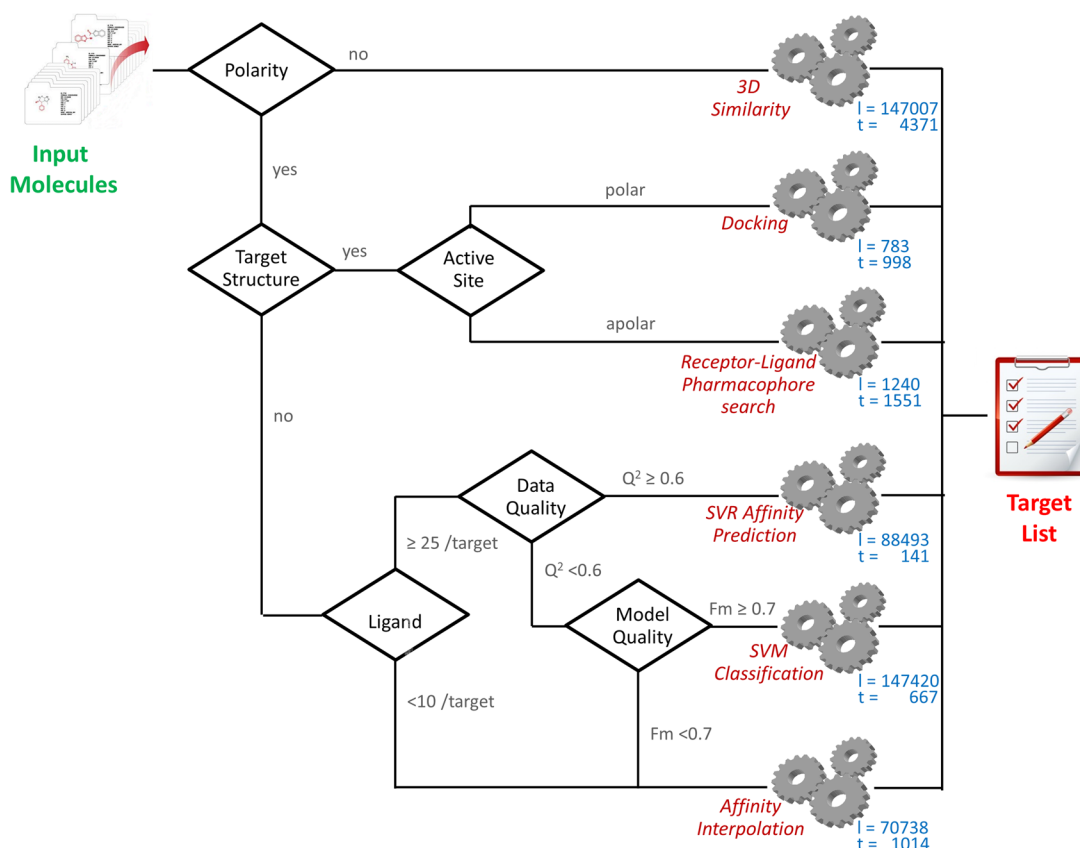 Input
Molecules
Polarity
no
3D
Similarity
l = 147007
t = 4371
yes
Target
Structure
yes
Active
Site
polar
Docking
l = 783
t = 998
apolar
Receptor-Ligand
Pharmacophore
search
l = 1240
t = 1551
no
Data
Quality
Q² ≥ 0.6
SVR Affinity
Prediction
l = 88493
t = 141
≥ 25 /target
Q² <0.6
Ligand
Model
Quality
Fm ≥ 0.7
SVM
Classification
l = 147420
t = 667
<10 /target
Fm <0.7
Affinity
Interpolation
l = 70738
t = 1014
Target
List